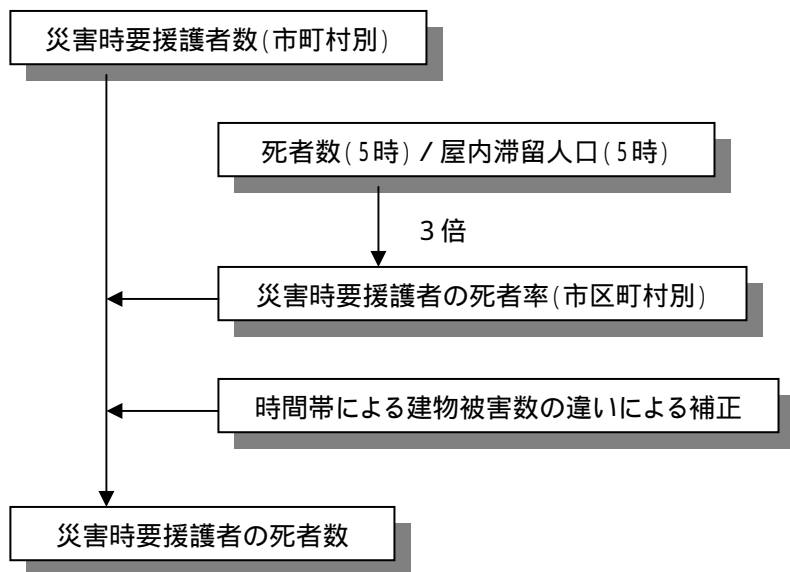 災害時要援護者数(市町村別)
死者数(5時)/屋内滞留人口(5時)
3倍
災害時要援護者の死者率(市区町村別)
時間帯による建物被害数の違いによる補正
災害時要援護者の死者数